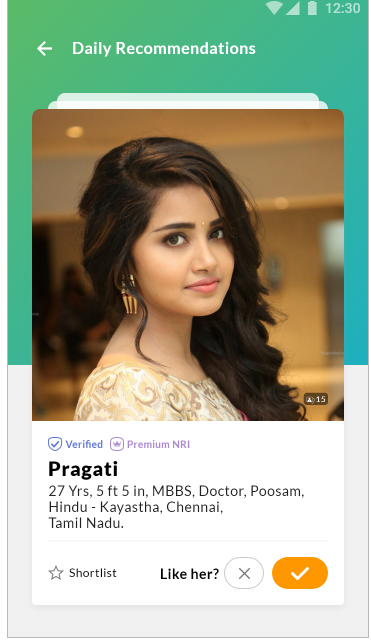 12:30
Daily Recommendations
15
Verified Premium NRI
Pragati
27 Yrs, 5 ft 5 in, MBBS, Doctor, Poosam,
Hindu - Kayastha, Chennai,
Tamil Nadu.
Shortlist Like her?